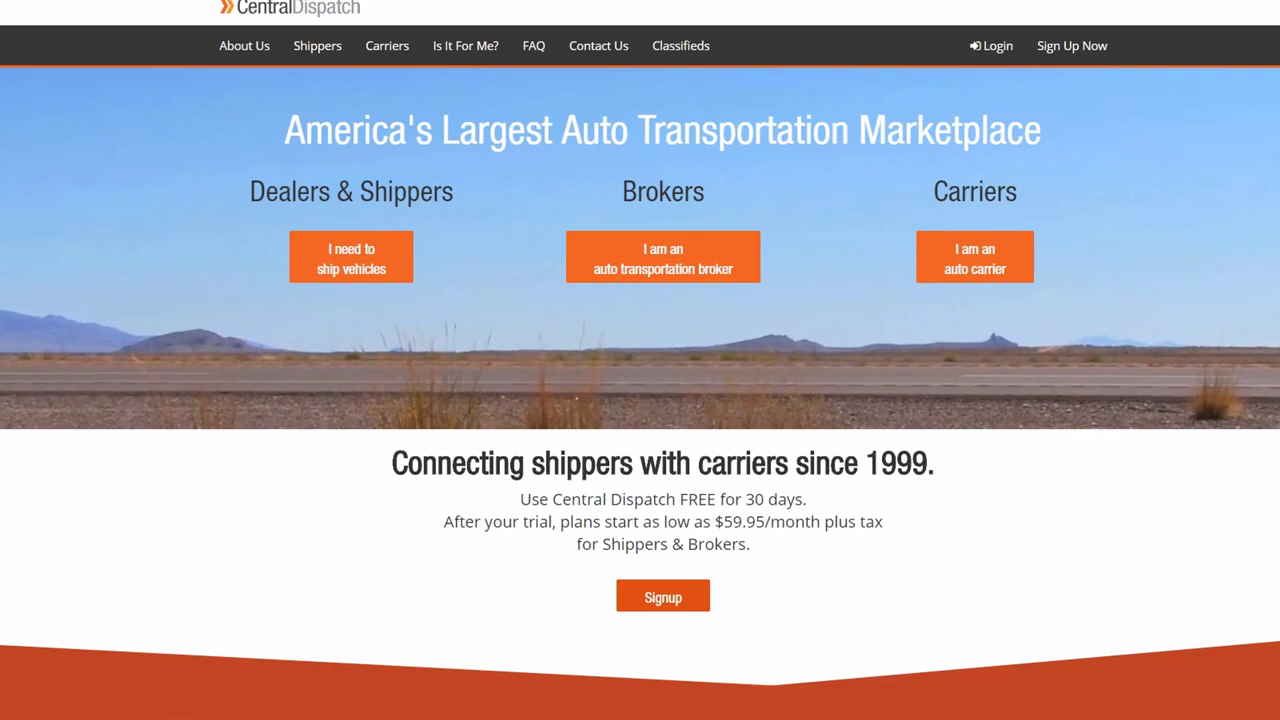 CentralDispatch
About Us Shippers Carriers Is It For Me? FAQ Contact Us Classifieds Login Sign Up Now
America's Largest Auto Transportation Marketplace
Dealers & Shippers Brokers Carriers
I need to
ship vehicles
I am an
auto transportation broker
I am an
auto carrier
Connecting shippers with carriers since 1999.
Use Central Dispatch FREE for 30 days.
After your trial, plans start as low as $59.95/month plus tax
for Shippers & Brokers.
Signup